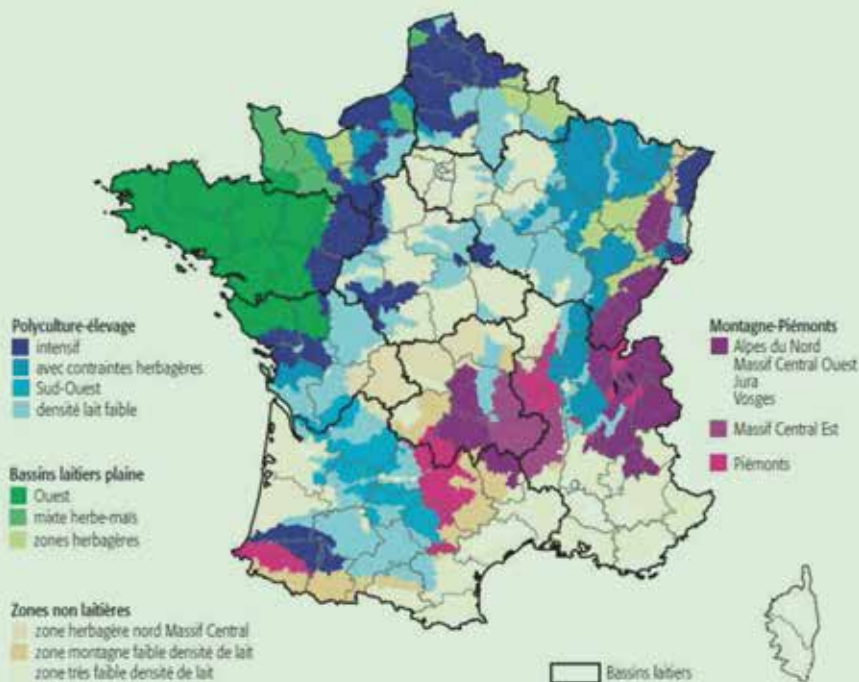 Polyculture-élevage
intensif
avec contraintes herbagères
Sud-Ouest
densité lait faible
Bassins laitiers plaine
Ouest
mixte herbe-maïs
zones herbagères
Zones non laitières
zone herbagère nord Massif Central
zone montagne faible densité de lait
zone très faible densité de lait
Montagne-Piémonts
Alpes du Nord
Massif Central Ouest
Jura
Vosges
Massif Central Est
Piémonts
Bassins laitiers